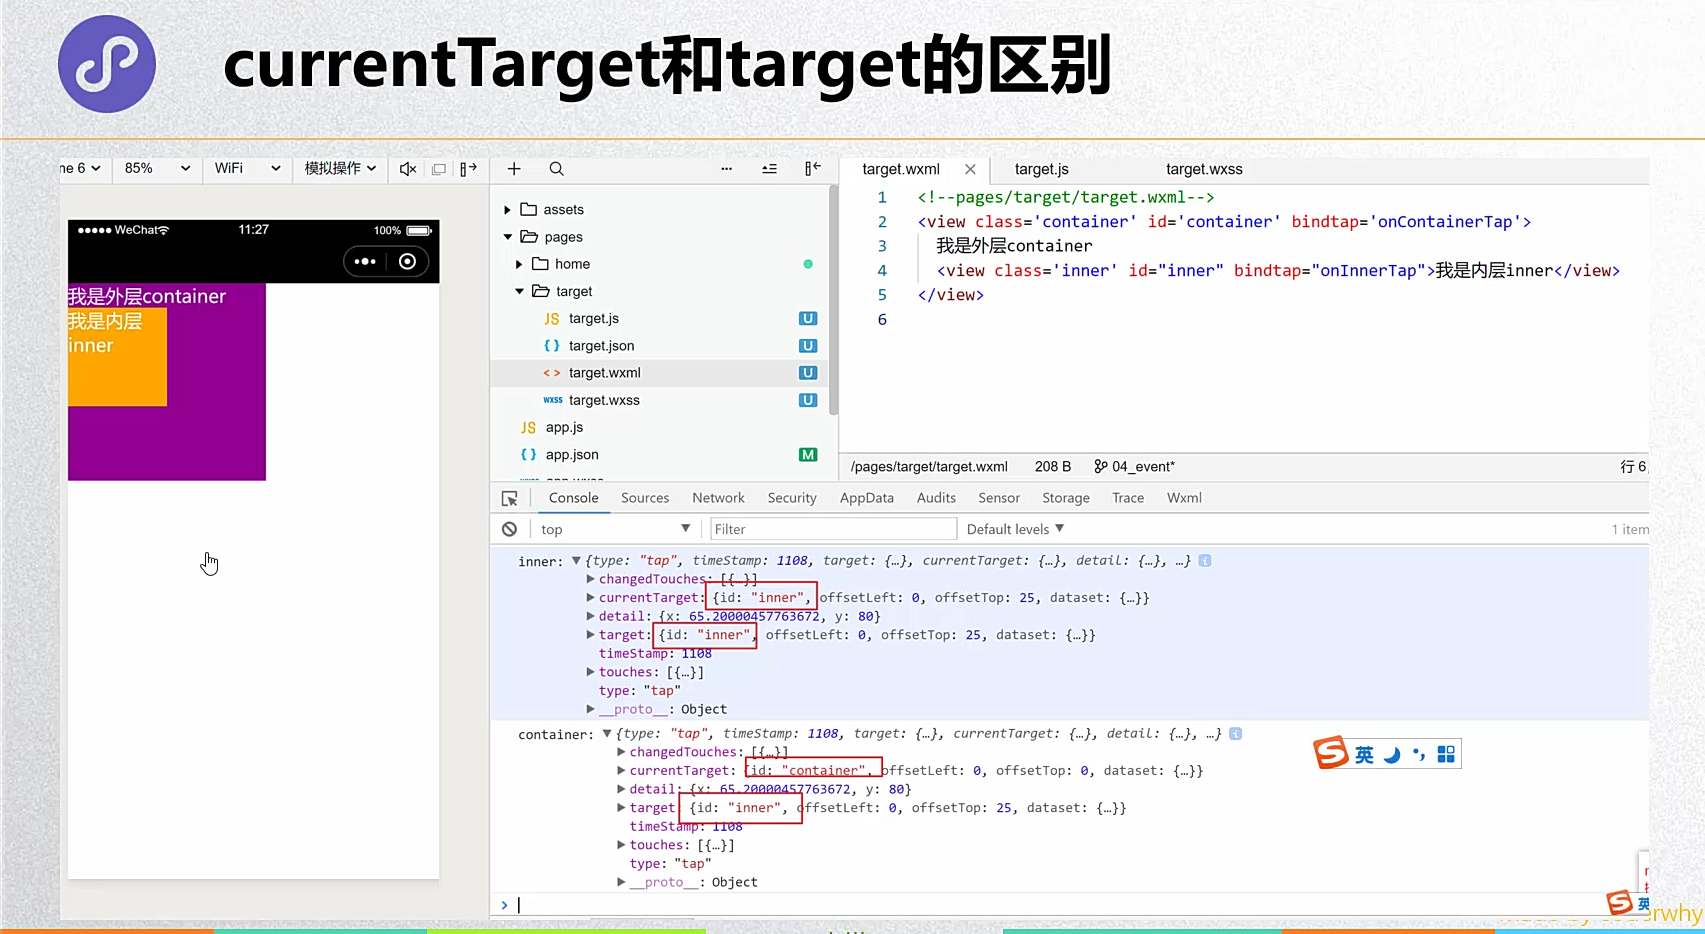 currentTarget和target的区别
ne 6 85% WiFi 模拟操作
WeChat 11:27 100%
我是外层container
我是内层
inner
assets
pages
home
target
JS target.js U
{ } target.json U
< > target.wxml U
wxss target.wxss U
JS app.js
{ } app.json M
target.wxml target.js target.wxss
1 <!--pages/target/target.wxml-->
2 <view class='container' id='container' bindtap='onContainerTap'>
3 我是外层container
4 <view class='inner' id="inner" bindtap="onInnerTap">我是内层inner</view>
5 </view>
6
/pages/target/target.wxml 208 B 04_event* 行 6
Console Sources Network Security AppData Audits Sensor Storage Trace Wxml
top Filter Default levels 1 item
inner: {type: "tap", timeStamp: 1108, target: {…}, currentTarget: {…}, detail: {…}, …}
changedTouches: [{…}]
currentTarget: {id: "inner", offsetLeft: 0, offsetTop: 25, dataset: {…}}
detail: {x: 65.20000457763672, y: 80}
target: {id: "inner", offsetLeft: 0, offsetTop: 25, dataset: {…}}
timeStamp: 1108
touches: [{…}]
type: "tap"
__proto__: Object
container: {type: "tap", timeStamp: 1108, target: {…}, currentTarget: {…}, detail: {…}, …}
changedTouches: [{…}]
currentTarget: {id: "container", offsetLeft: 0, offsetTop: 0, dataset: {…}}
detail: {x: 65.20000457763672, y: 80}
target: {id: "inner", offsetLeft: 0, offsetTop: 25, dataset: {…}}
timeStamp: 1108
touches: [{…}]
type: "tap"
__proto__: Object
英
英